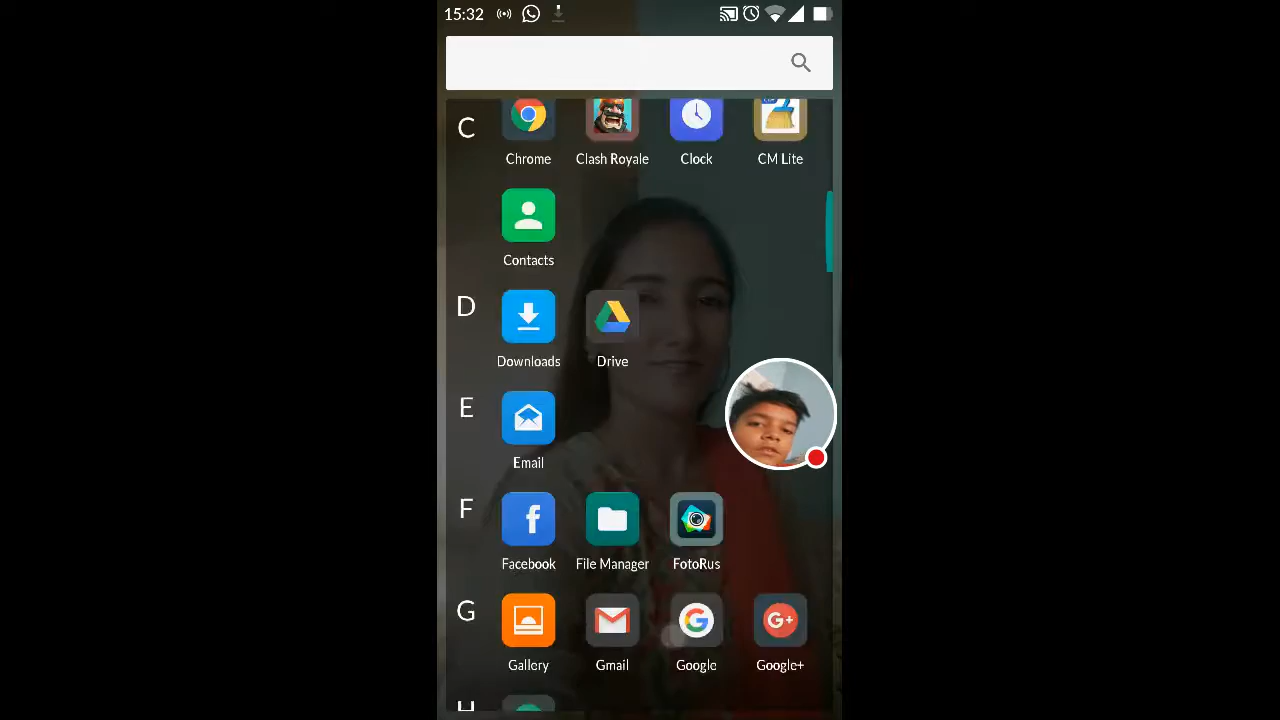 15:32
C
Chrome
Clash Royale
Clock
CM Lite
Contacts
D
Downloads
Drive
E
Email
F
Facebook
File Manager
FotoRus
G
Gallery
Gmail
Google
Google+
H